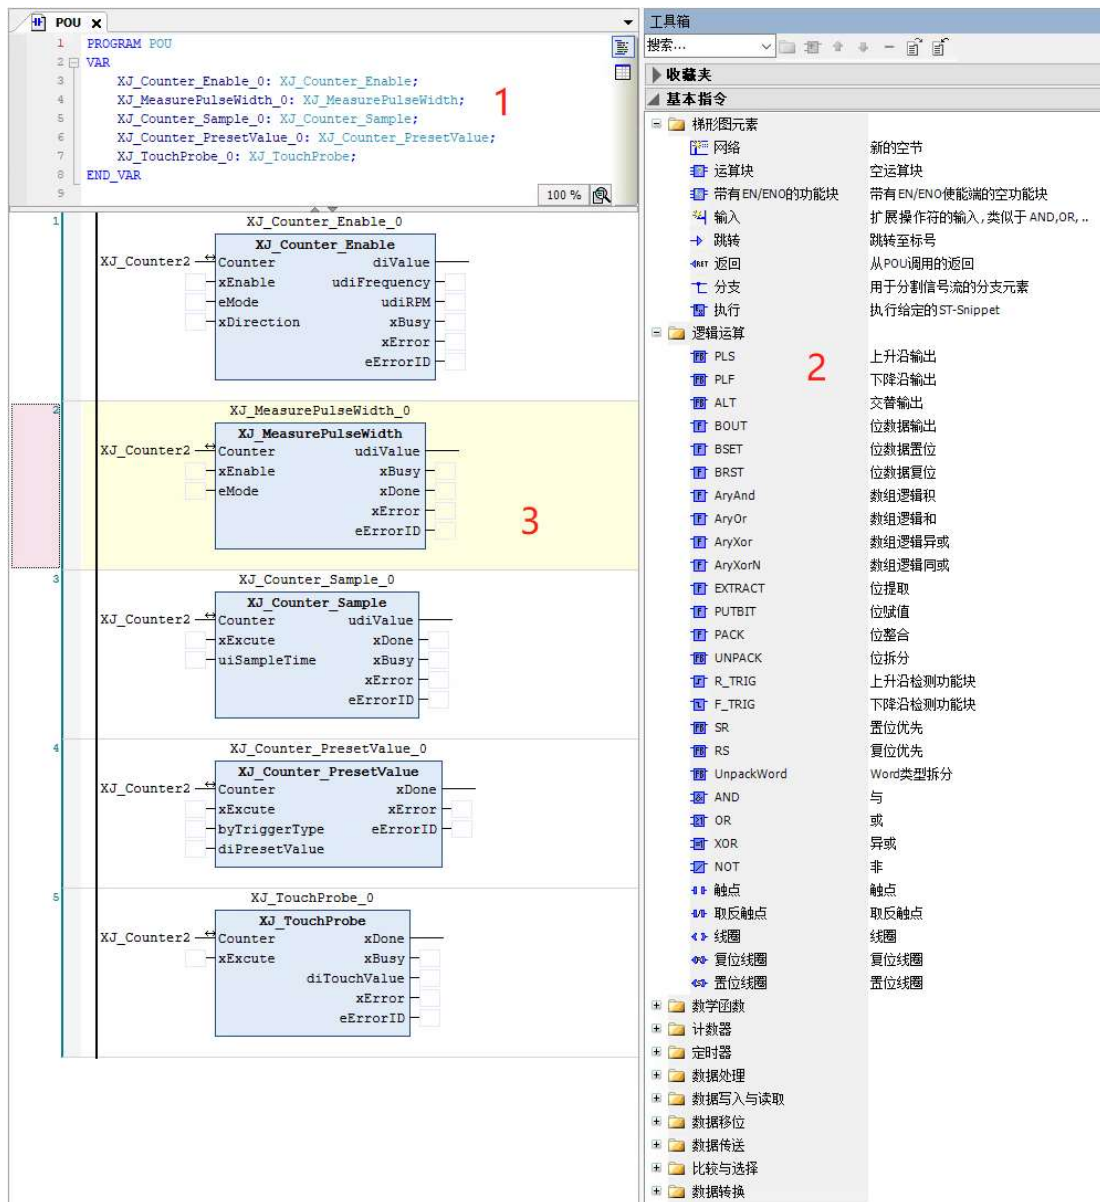 POU
1 PROGRAM POU
2 VAR
3 XJ_Counter_Enable_0: XJ_Counter_Enable;
4 XJ_MeasurePulseWidth_0: XJ_MeasurePulseWidth;
5 XJ_Counter_Sample_0: XJ_Counter_Sample;
6 XJ_Counter_PresetValue_0: XJ_Counter_PresetValue;
7 XJ_TouchProbe_0: XJ_TouchProbe;
8 END_VAR
9
1
100 %
1
XJ_Counter_Enable_0
XJ_Counter_Enable
XJ_Counter2 Counter diValue
xEnable udiFrequency
eMode udiRPM
xDirection xBusy
xError
eErrorID
2
XJ_MeasurePulseWidth_0
XJ_MeasurePulseWidth
XJ_Counter2 Counter udiValue
xEnable xBusy
eMode xDone
xError
eErrorID
3
3
XJ_Counter_Sample_0
XJ_Counter_Sample
XJ_Counter2 Counter udiValue
xExcute xDone
uiSampleTime xBusy
xError
eErrorID
4
XJ_Counter_PresetValue_0
XJ_Counter_PresetValue
XJ_Counter2 Counter xDone
xExcute xError
byTriggerType eErrorID
diPresetValue
5
XJ_TouchProbe_0
XJ_TouchProbe
XJ_Counter2 Counter xDone
xExcute xBusy
diTouchValue
xError
eErrorID
工具箱
搜索...
收藏夹
基本指令
梯形图元素
网络 新的空节
运算块 空运算块
带有EN/ENO的功能块 带有EN/ENO使能端的空功能块
输入 扩展操作符的输入,类似于 AND,OR, ..
跳转 跳转至标号
RET 返回 从POU调用的返回
分支 用于分割信号流的分支元素
执行 执行给定的ST-Snippet
逻辑运算
2
FB PLS 上升沿输出
FB PLF 下降沿输出
FB ALT 交替输出
F BOUT 位数据输出
F BSET 位数据置位
F BRST 位数据复位
F AryAnd 数组逻辑积
F AryOr 数组逻辑和
F AryXor 数组逻辑异或
F AryXorN 数组逻辑同或
F EXTRACT 位提取
F PUTBIT 位赋值
F PACK 位整合
FB UNPACK 位拆分
R_TRIG 上升沿检测功能块
F_TRIG 下降沿检测功能块
FB SR 置位优先
FB RS 复位优先
FB UnpackWord Word类型拆分
& AND 与
OR 或
XOR 异或
NOT 非
触点 触点
取反触点 取反触点
线圈 线圈
复位线圈 复位线圈
置位线圈 置位线圈
数学函数
计数器
定时器
数据处理
数据写入与读取
数据移位
数据传送
比较与选择
数据转换